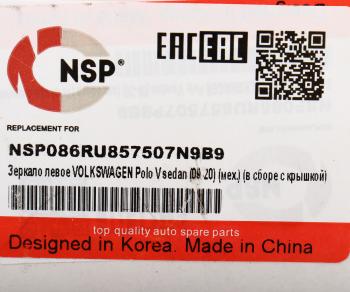 NSP®
EAC EAC
REPLACEMENT FOR
NSP086RU857507N9B9
Зеркало левое VOLKSWAGEN Polo V sedan (09.20) (мех.) (в сборе с крышкой)
top quality auto spare parts
Designed in Korea. Made in China